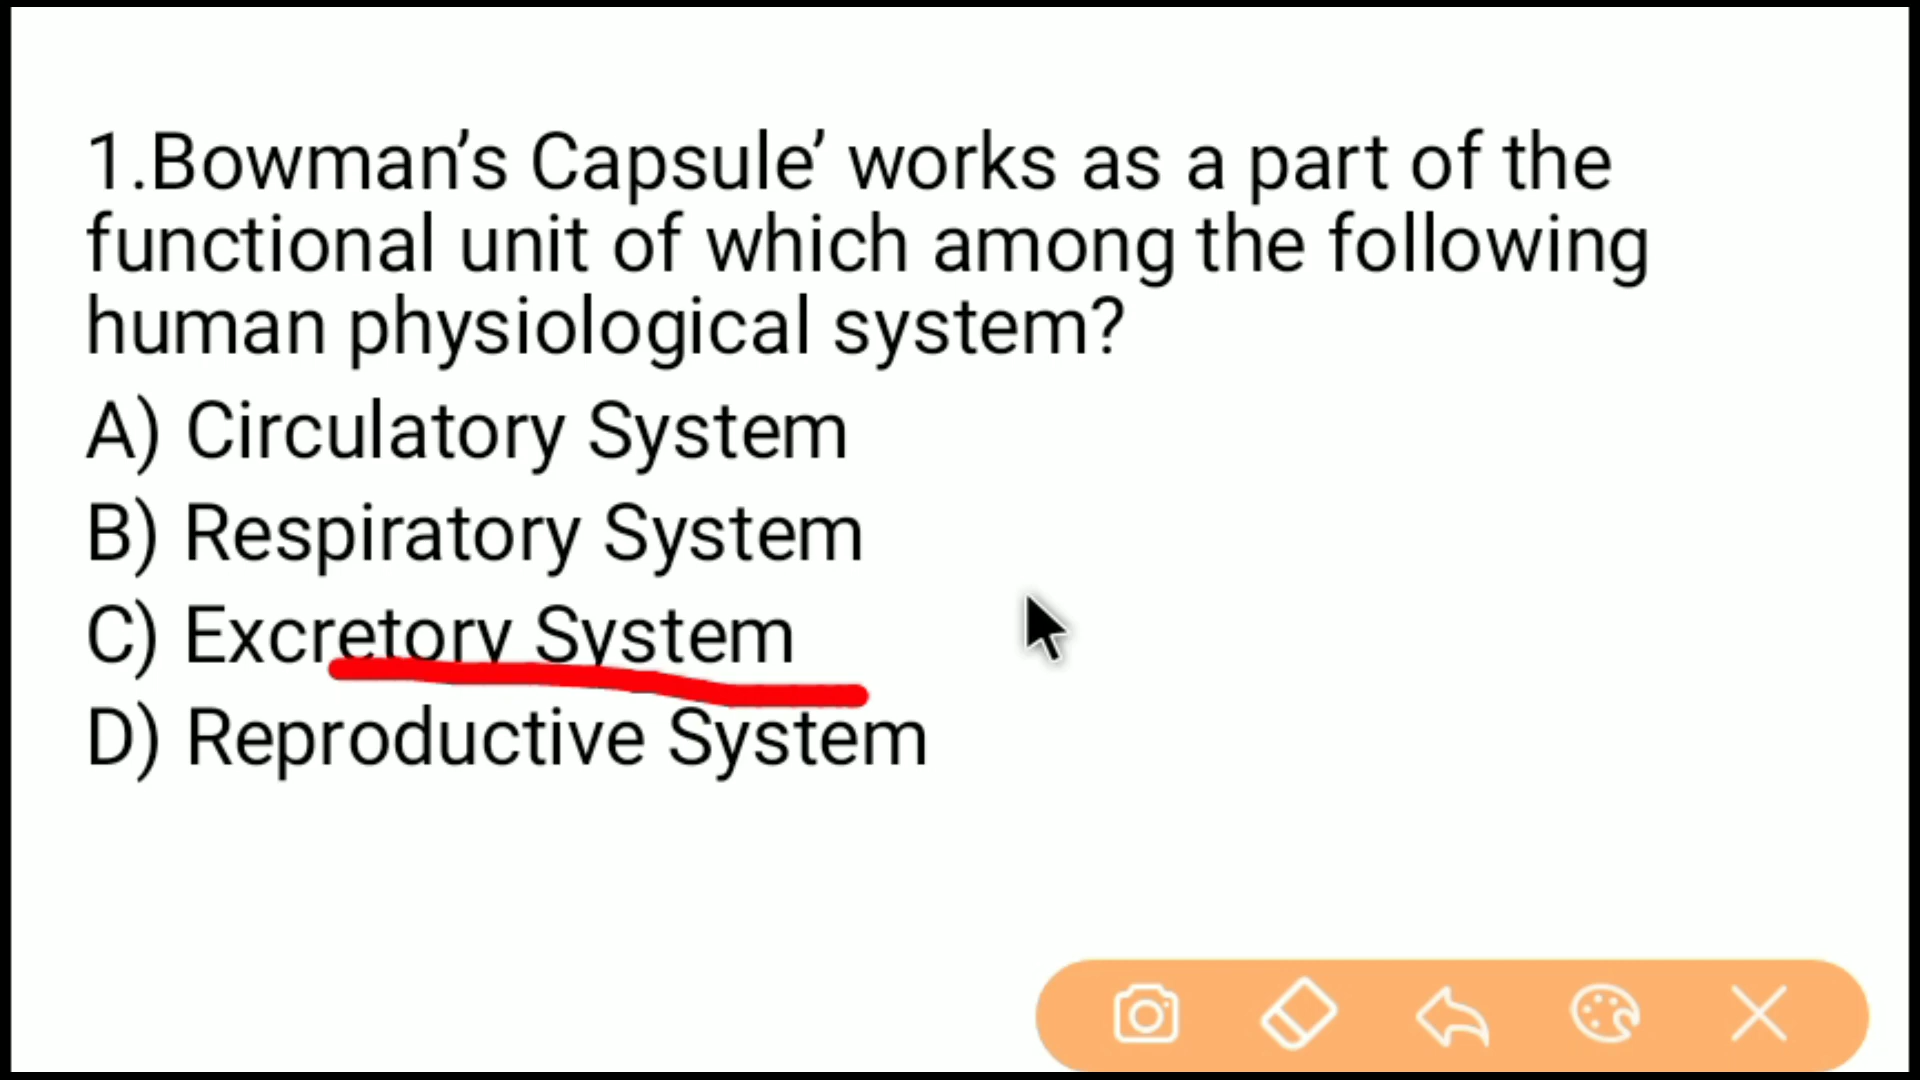 1.Bowman’s Capsule’ works as a part of the
functional unit of which among the following
human physiological system?
A) Circulatory System
B) Respiratory System
C) Excretory System
D) Reproductive System